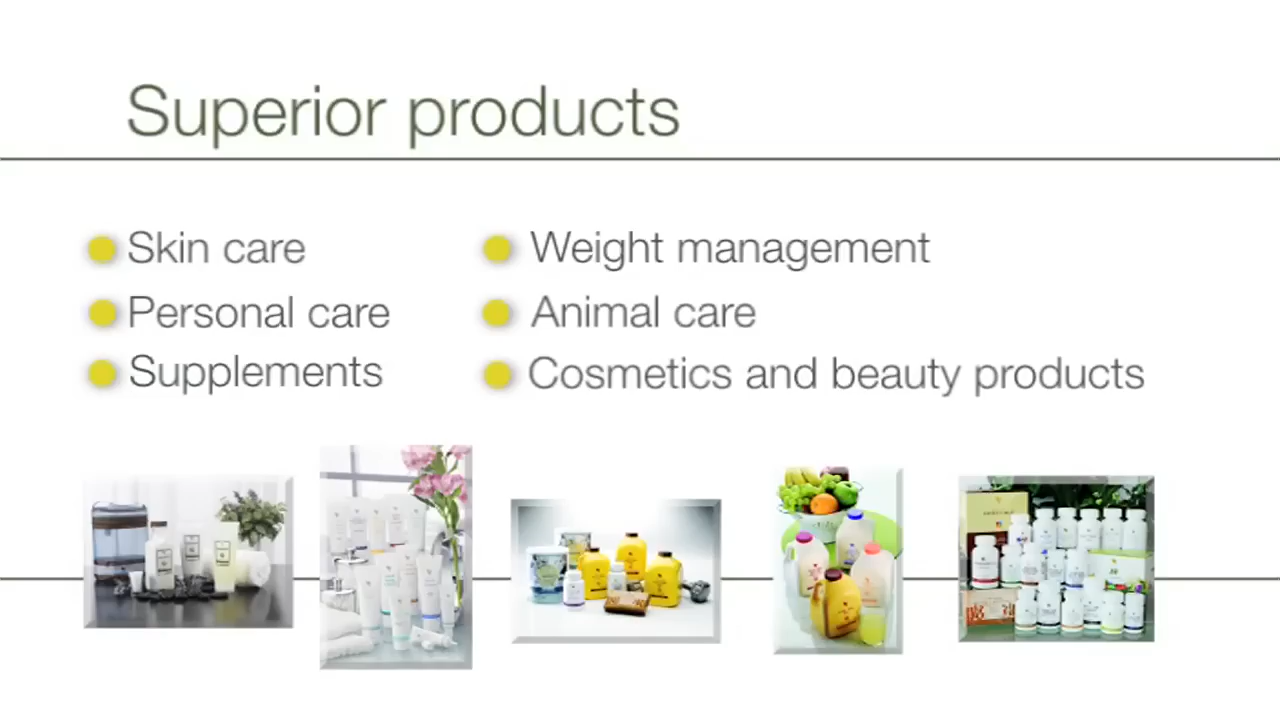 Superior products
Skin care
Personal care
Supplements
Weight management
Animal care
Cosmetics and beauty products